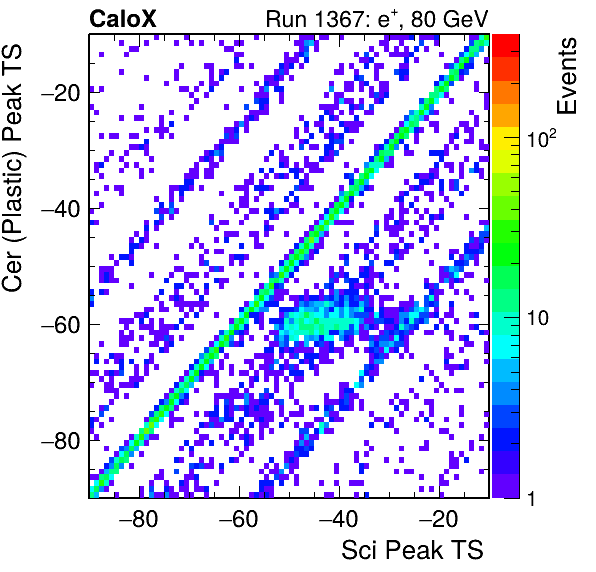 CaloX Run 1367: e⁺, 80 GeV
Cer (Plastic) Peak TS
−20
−40
−60
−80
−80 −60 −40 −20
Sci Peak TS
Events
10²
10
1